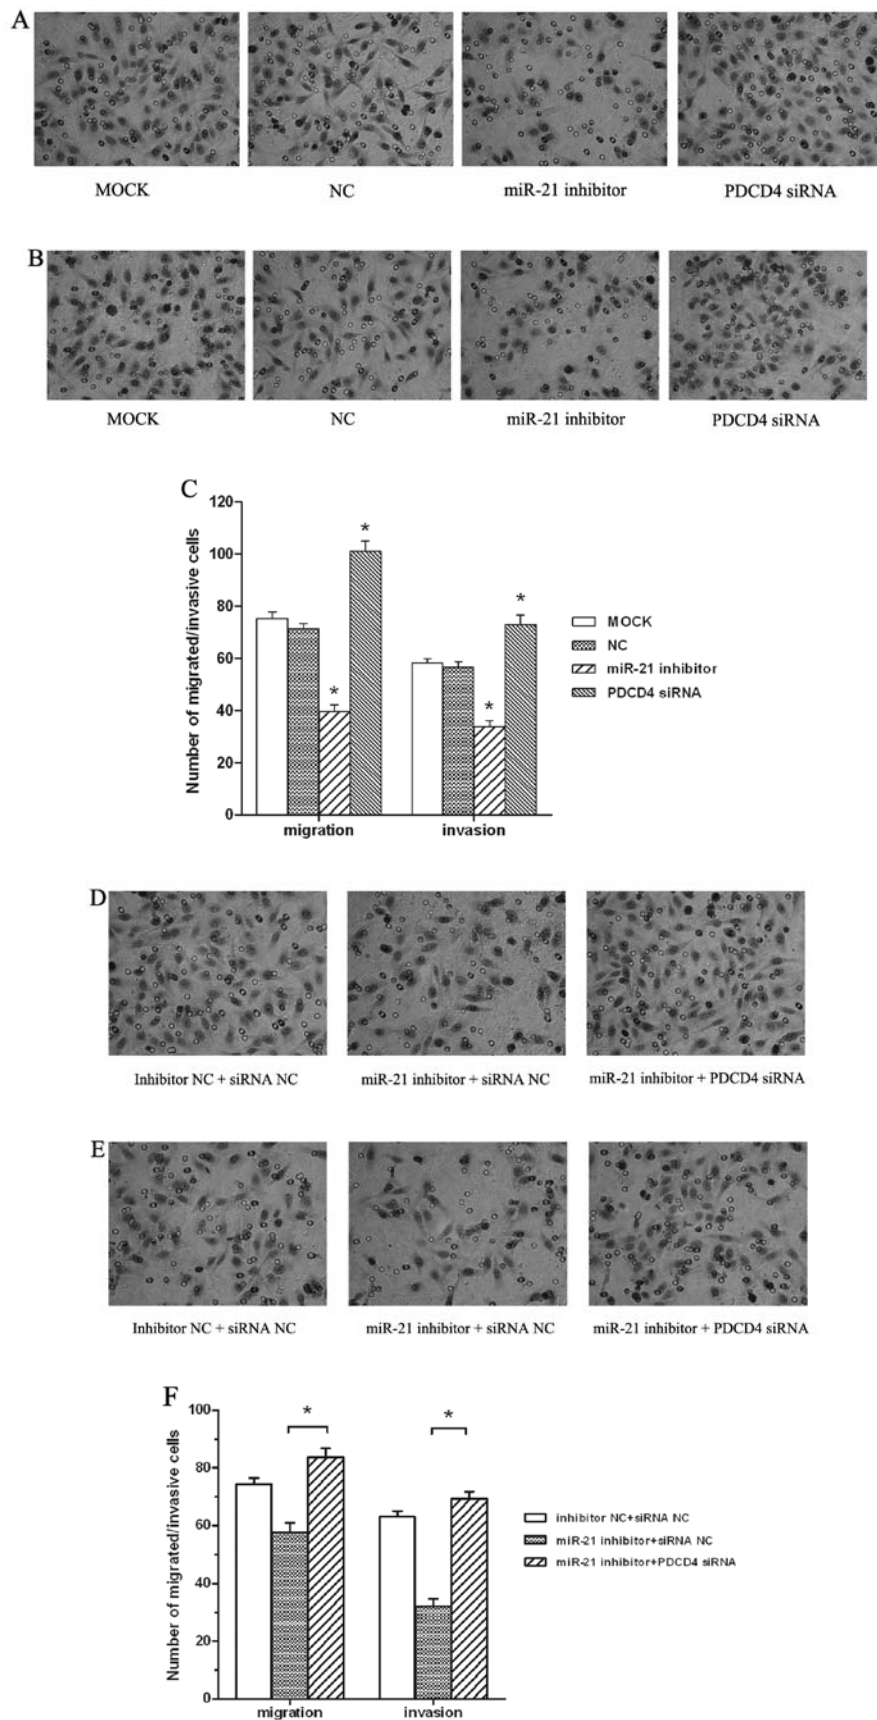 A
MOCK NC miR-21 inhibitor PDCD4 siRNA
B
MOCK NC miR-21 inhibitor PDCD4 siRNA
C
Number of migrated/invasive cells
120
100
80
60
40
20
0
* * * *
migration invasion
MOCK
NC
miR-21 inhibitor
PDCD4 siRNA
D
Inhibitor NC + siRNA NC miR-21 inhibitor + siRNA NC miR-21 inhibitor + PDCD4 siRNA
E
Inhibitor NC + siRNA NC miR-21 inhibitor + siRNA NC miR-21 inhibitor + PDCD4 siRNA
F
Number of migrated/invasive cells
100
80
60
40
20
0
* *
migration invasion
inhibitor NC+siRNA NC
miR-21 inhibitor+siRNA NC
miR-21 inhibitor+PDCD4 siRNA